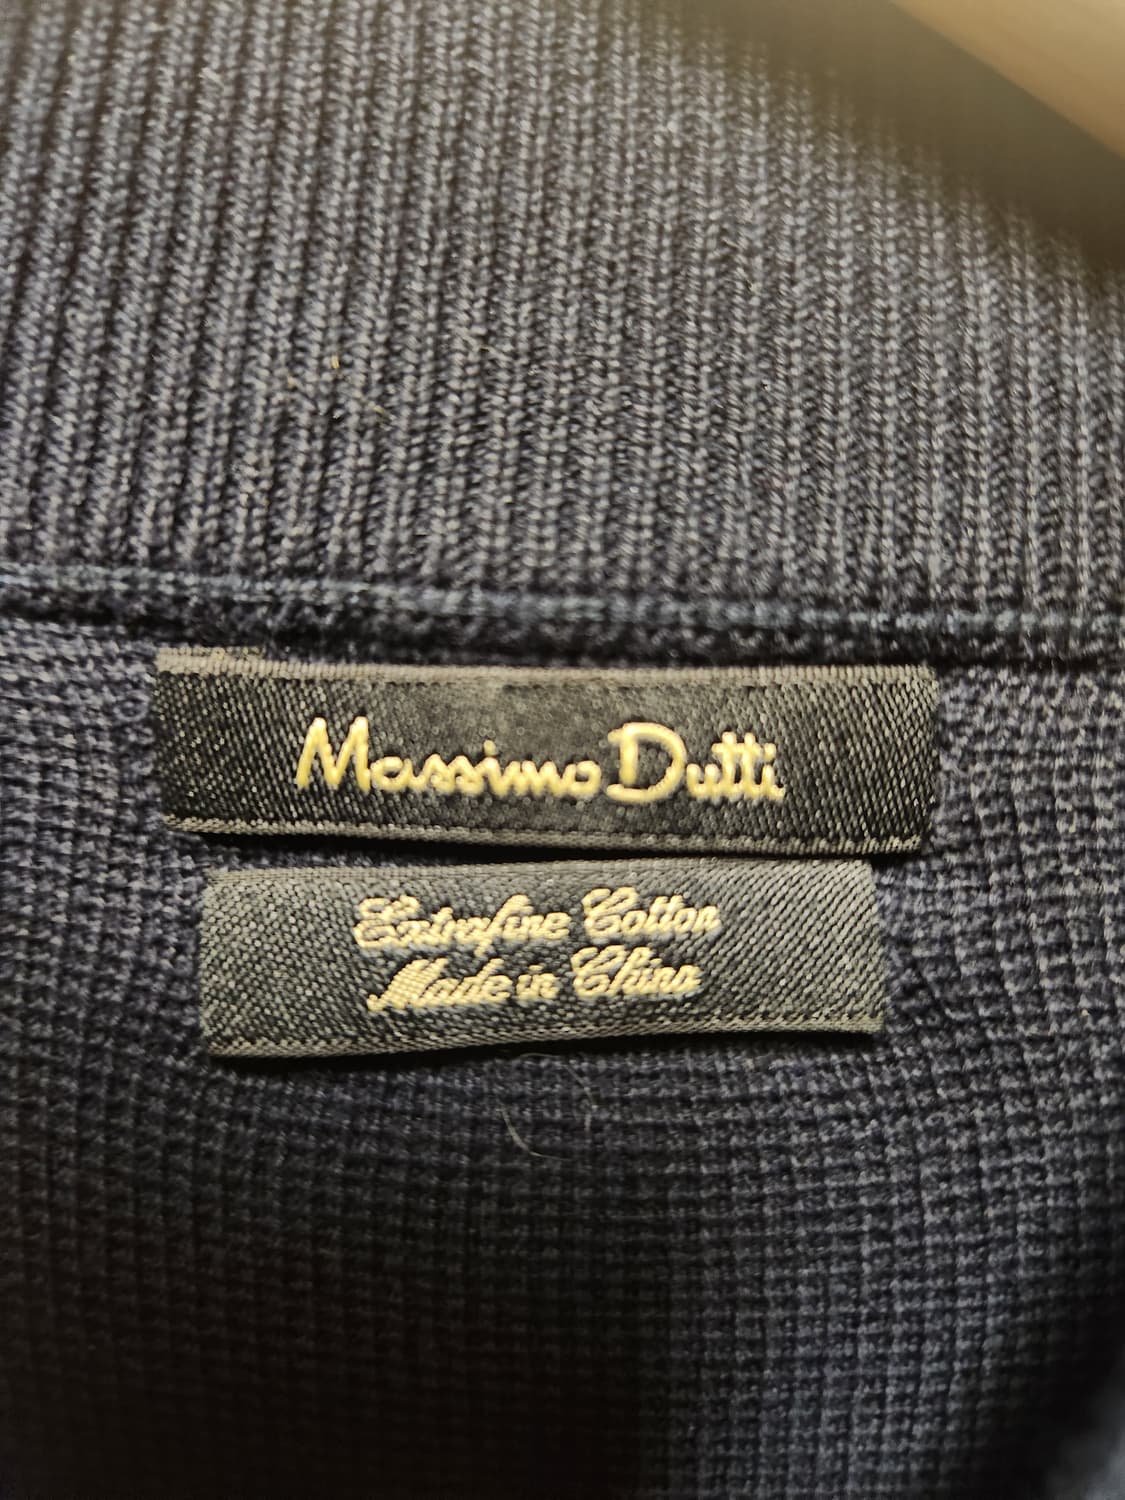 Massimo Dutti
Extrafine Cotton
Made in China